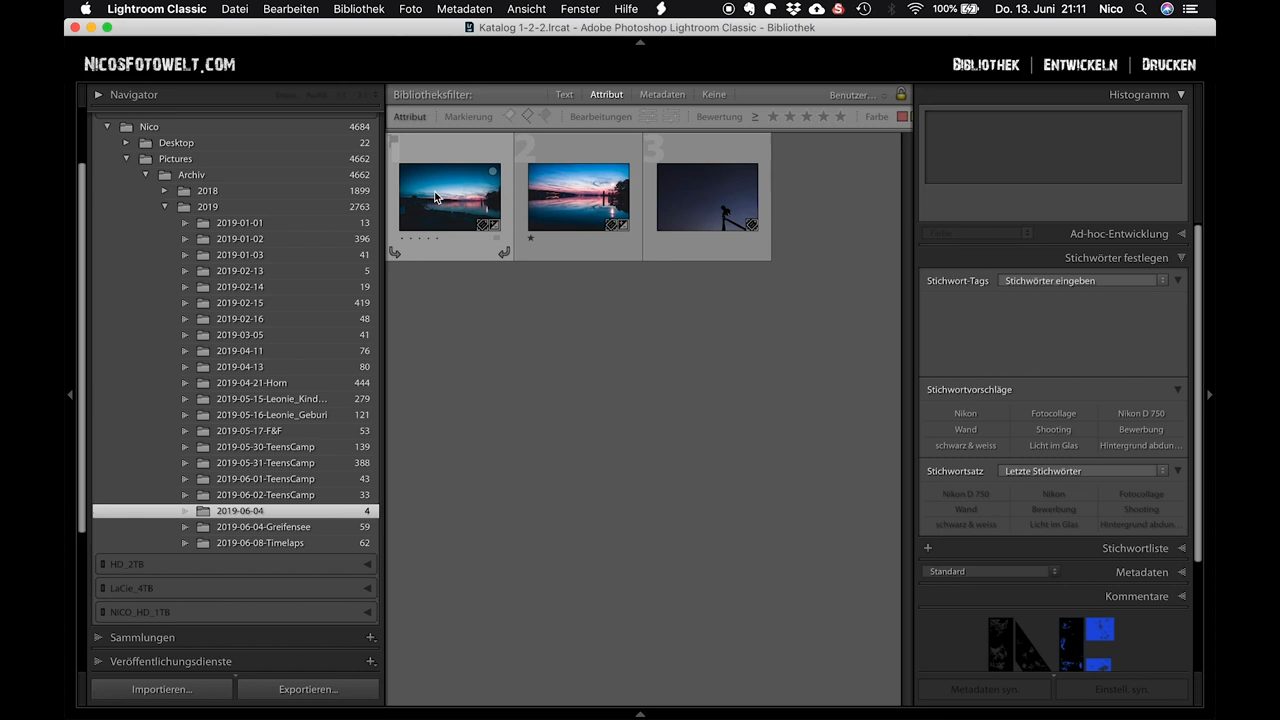 Lightroom Classic Datei Bearbeiten Bibliothek Foto Metadaten Ansicht Fenster Hilfe 100% Do. 13. Juni 21:11 Nico
Katalog 1-2-2.lrcat - Adobe Photoshop Lightroom Classic - Bibliothek
NicosFotowelt.com Bibliothek | Entwickeln | Drucken
Navigator
Bibliotheksfilter: Text Attribut Metadaten Keine Benutzer...
Histogramm
Attribut Markierung Bearbeitungen Bewertung ≥ Farbe
Nico 4684
Desktop 22
Pictures 4662
Archiv 4662
2018 1899
2019 2763
2019-01-01 13
2019-01-02 396
2019-01-03 41
2019-02-13 5
2019-02-14 19
2019-02-15 419
2019-02-16 48
2019-03-05 41
2019-04-11 76
2019-04-13 80
2019-04-21-Horn 444
2019-05-15-Leonie_Kind... 279
2019-05-16-Leonie_Geburi 121
2019-05-17-F&F 53
2019-05-30-TeensCamp 139
2019-05-31-TeensCamp 388
2019-06-01-TeensCamp 43
2019-06-02-TeensCamp 33
2019-06-04 4
2019-06-04-Greifensee 59
2019-06-08-Timelaps 62
HD_2TB
LaCie_4TB
NiCO_HD_1TB
Sammlungen
Veröffentlichungsdienste
Importieren... Exportieren...
2 3
Ad-hoc-Entwicklung
Stichwörter festlegen
Stichwort-Tags Stichwörter eingeben
Stichwortvorschläge
Nikon Fotocollage Nikon D 750
Wand Shooting Bewerbung
schwarz & weiss Licht im Glas Hintergrund abdun...
Stichwortsatz Letzte Stichwörter
Nikon D 750 Nikon Fotocollage
Wand Bewerbung Shooting
schwarz & weiss Licht im Glas Hintergrund abdun...
Stichwortliste
Standard Metadaten
Kommentare
Metadaten syn. Einstell. syn.